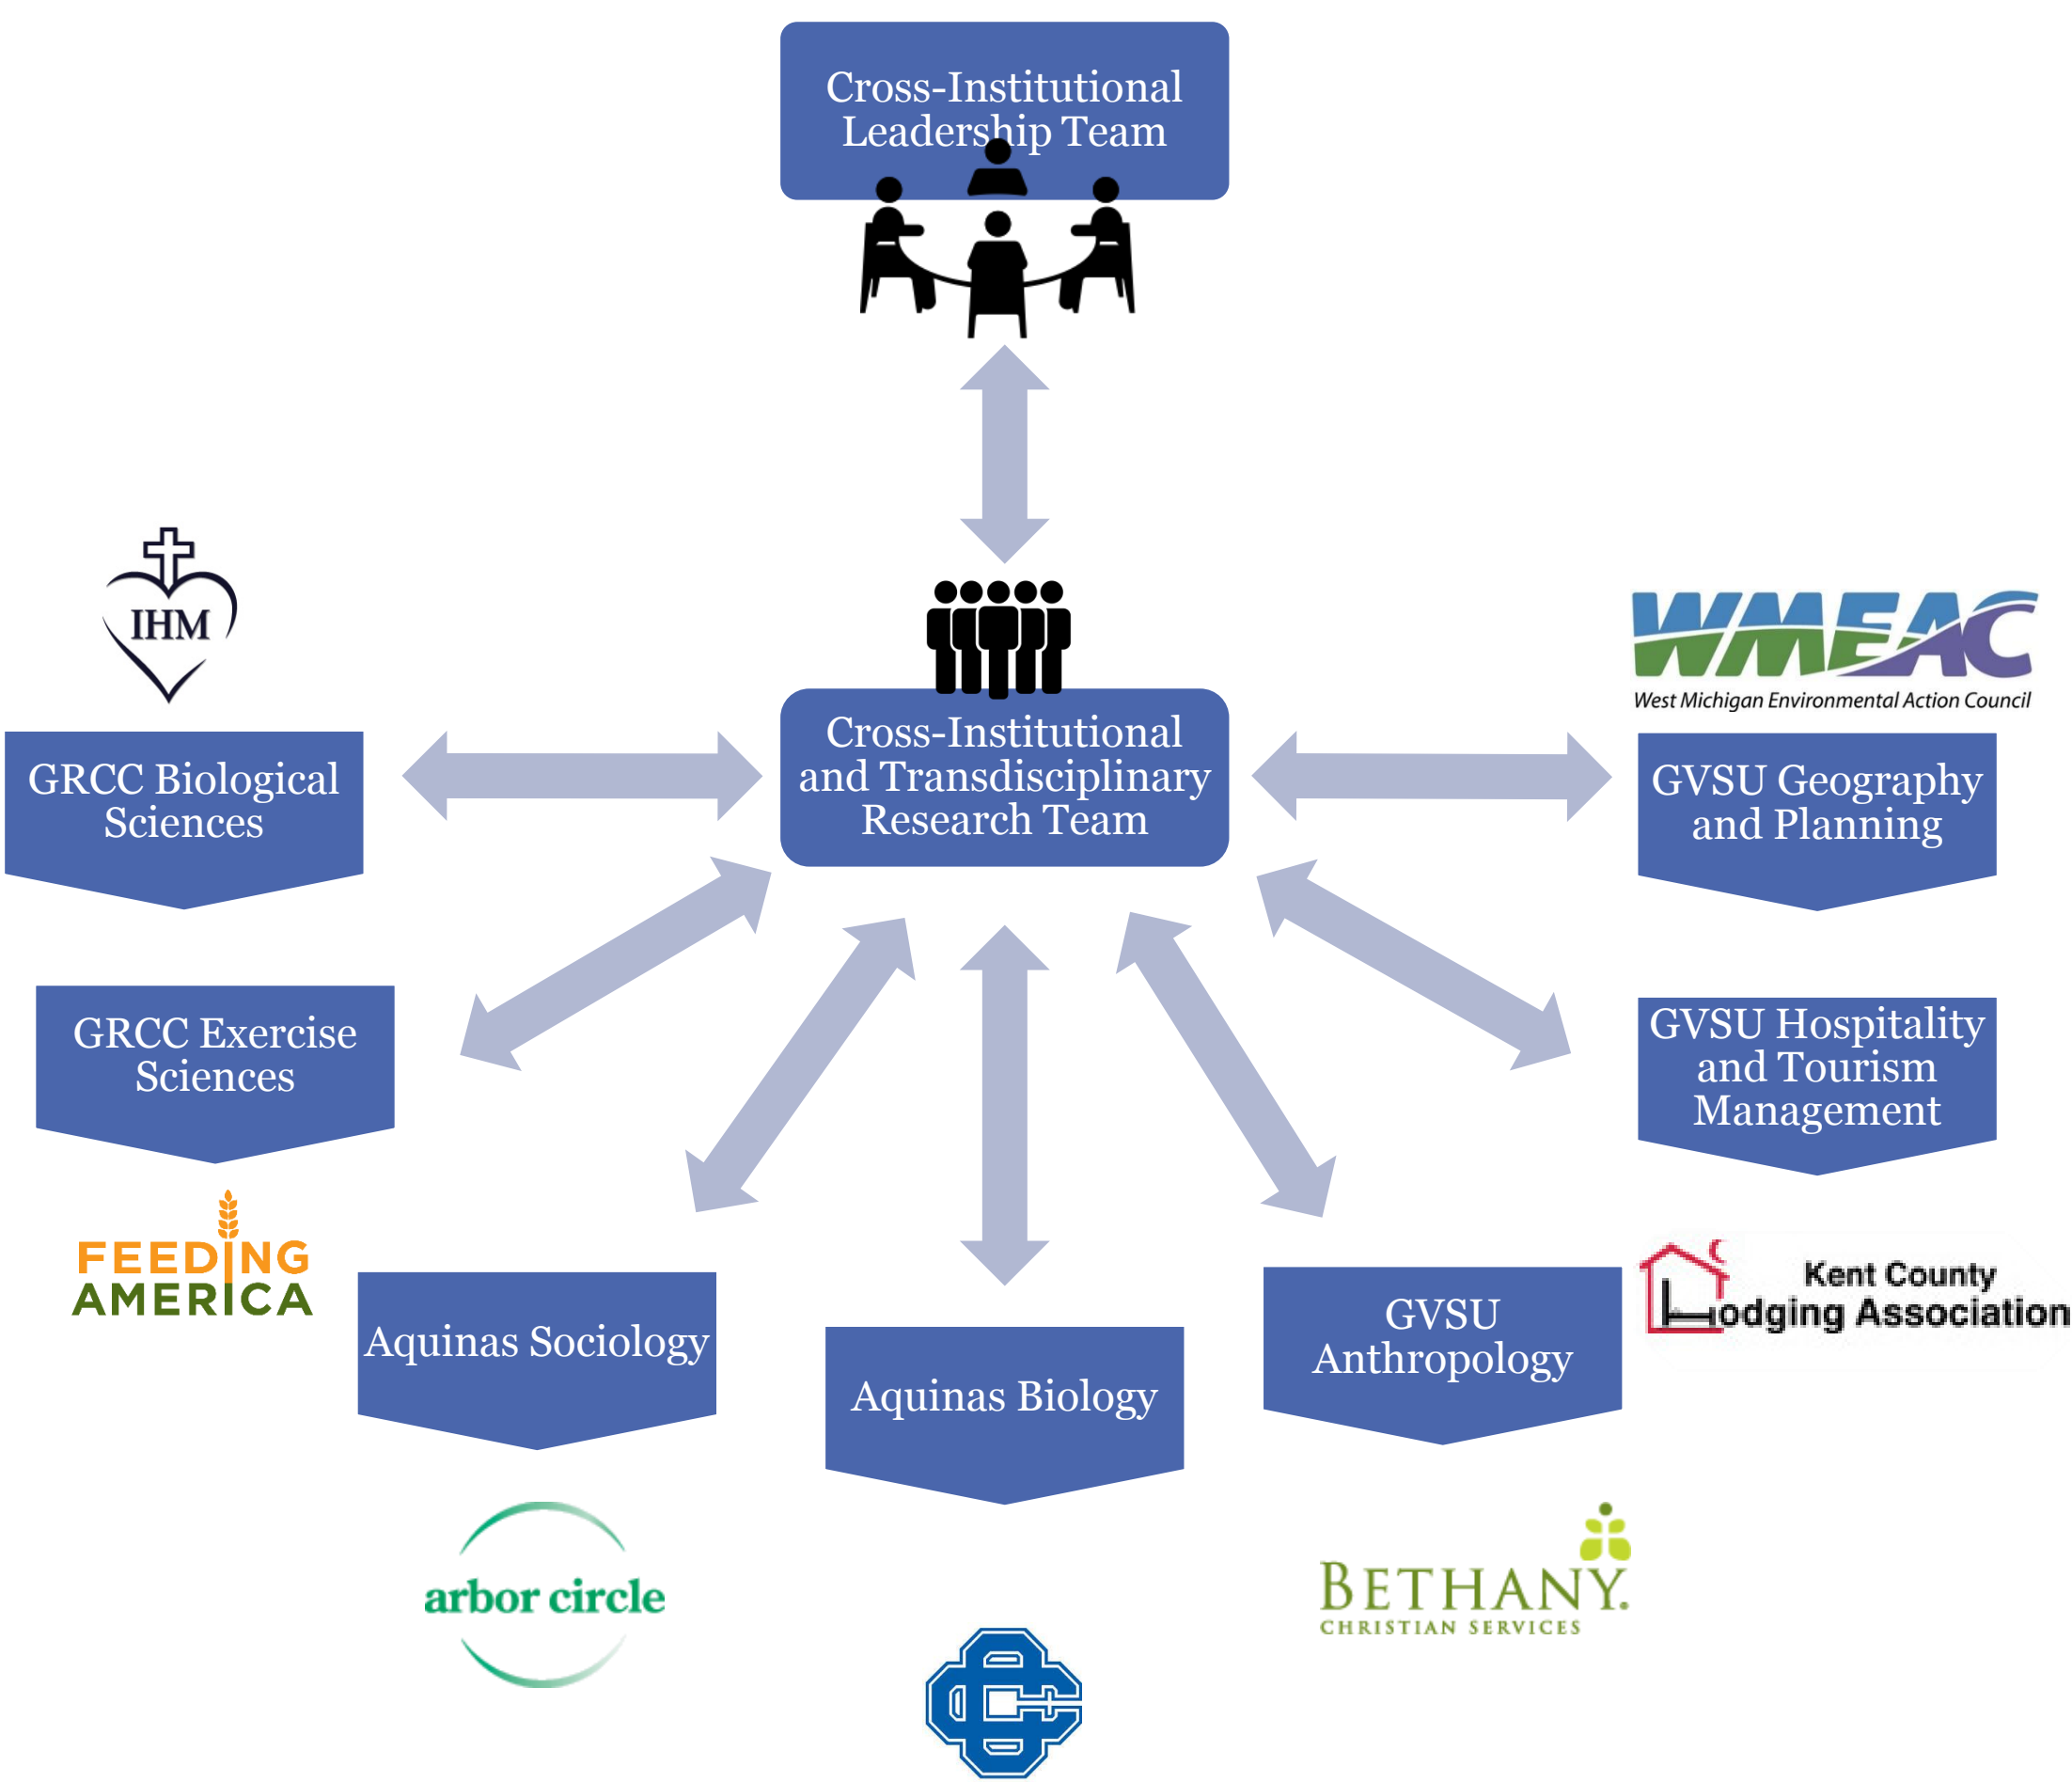 Cross-Institutional
Leadership Team
IHM
WMEAC
West Michigan Environmental Action Council
Cross-Institutional
and Transdisciplinary
Research Team
GRCC Biological
Sciences
GVSU Geography
and Planning
GRCC Exercise
Sciences
GVSU Hospitality
and Tourism
Management
FEEDING
AMERICA
Aquinas Sociology
Aquinas Biology
GVSU
Anthropology
Kent County
Lodging Association
arbor circle
BETHANY.
CHRISTIAN SERVICES